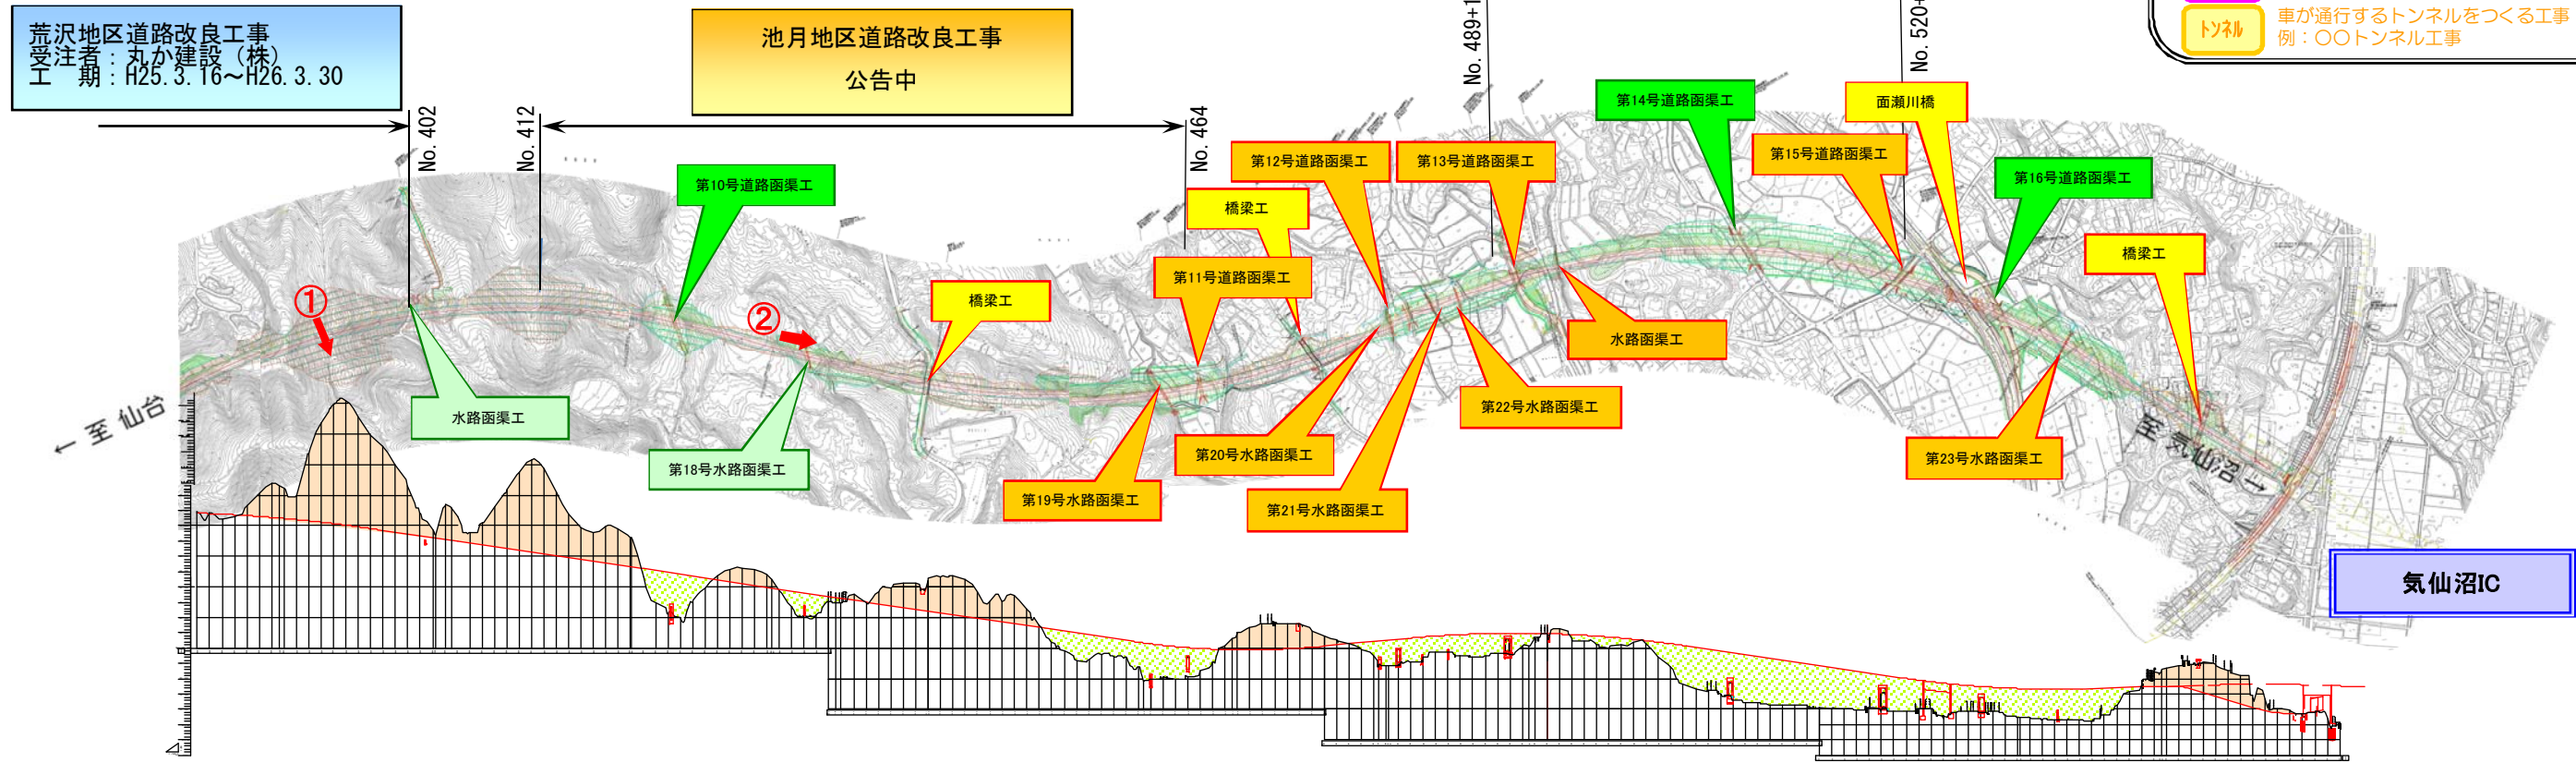 荒沢地区道路改良工事
受注者：丸か建設（株）
工　期：H25.3.16～H26.3.30
池月地区道路改良工事
公告中
トンネル
車が通行するトンネルをつくる工事
例：〇〇トンネル工事
No.402
No.412
No.464
No.489+1
No.520+
第10号道路函渠工
橋梁工
第11号道路函渠工
橋梁工
第12号道路函渠工
第13号道路函渠工
第14号道路函渠工
第15号道路函渠工
面瀬川橋
第16号道路函渠工
橋梁工
①
②
水路函渠工
第18号水路函渠工
第19号水路函渠工
第20号水路函渠工
第21号水路函渠工
第22号水路函渠工
水路函渠工
第23号水路函渠工
←至 仙台
至 気仙沼→
気仙沼IC